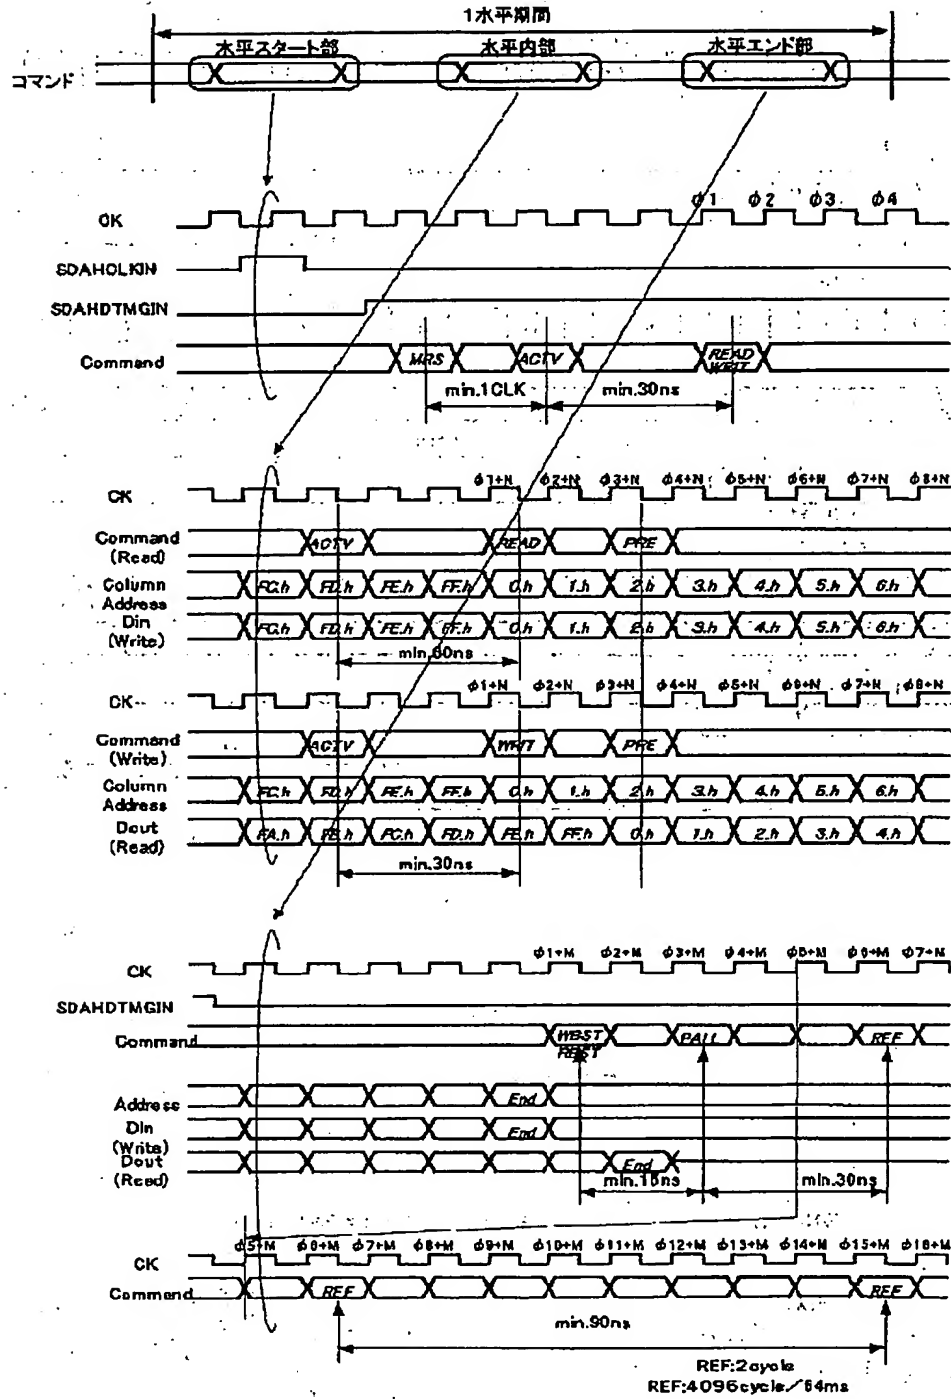 1水平期間
水平スタート部 水平内部 水平エンド部
コマンド
φ1 φ2 φ3 φ4
CK
SDAHCLKIN
SDAHDTMGIN
Command MRS ACTV READ
WRIT
min.1CLK min.30ns
φ1+N φ2+N φ3+N φ4+N φ5+N φ6+N φ7+N φ8+N
CK
Command ACTV READ PRE
(Read)
Column FC.h FD.h FE.h FF.h 0.h 1.h 2.h 3.h 4.h 5.h 6.h
Address
Din FC.h FD.h FE.h FF.h 0.h 1.h 2.h 3.h 4.h 5.h 6.h
(Write)
φ1+N φ2+N φ3+N φ4+N φ5+N φ6+N φ7+N φ8+N
CK
Command ACTV WRIT PRE
(Write)
Column FC.h FD.h FE.h FF.h 0.h 1.h 2.h 3.h 4.h 5.h 6.h
Address
Dout FA.h FB.h FC.h FD.h FE.h FF.h 0.h 1.h 2.h 3.h 4.h
(Read)
min.30ns
φ1+M φ2+M φ3+M φ4+M φ5+M φ6+M φ7+M
CK
SDAHDTMGIN
Command WBST PALL REF
RBST
Address End
Din End
(Write)
Dout End
(Read)
min.15ns min.30ns
φ5+M φ6+M φ7+M φ8+M φ9+M φ10+M φ11+M φ12+M φ13+M φ14+M φ15+M φ16+M
CK
Command REF REF
min.90ns
REF:2cycle
REF:4096cycle/64ms